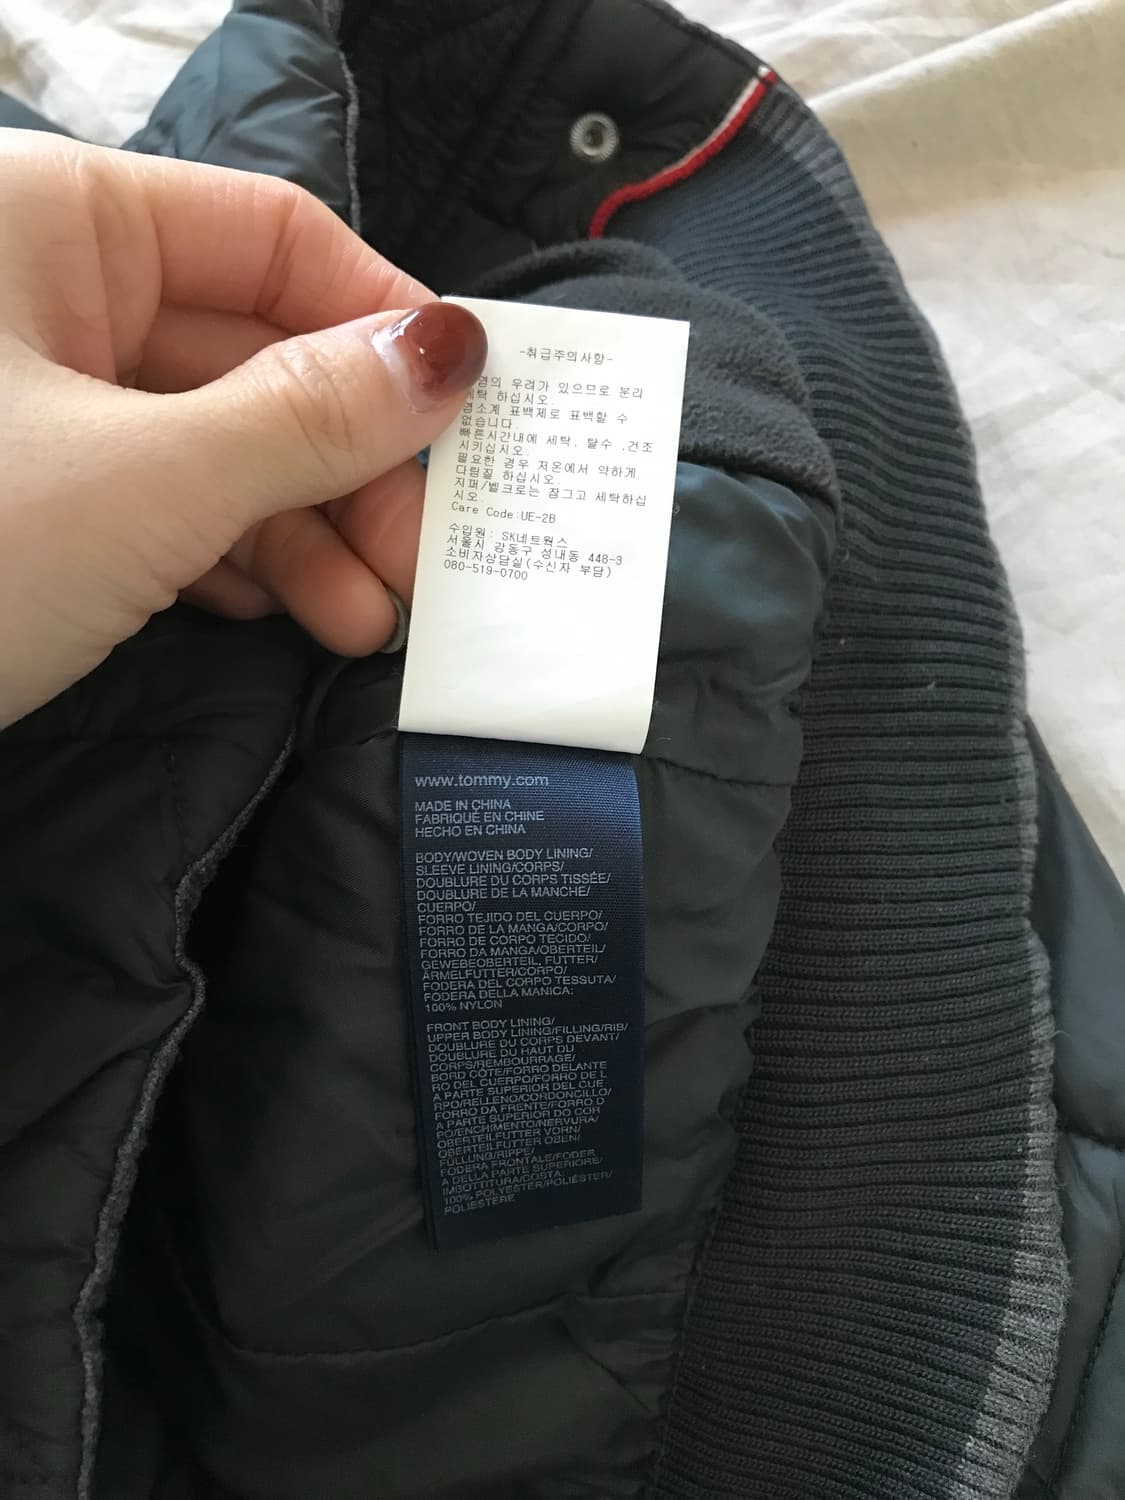 -취급주의사항-
염의 우려가 있으므로 분리
세탁 하십시오.
염소계 표백제로 표백할 수
없습니다.
빠른시간내에 세탁, 탈수 ,건조
시키십시오.
필요한 경우 저온에서 약하게
다림질 하십시오.
지퍼/벨크로는 잠그고 세탁하십
시오.
Care Code:UE-2B
수입원: SK네트웍스
서울시 강동구 성내동 448-3
소비자상담실(수신자 부담)
080-519-0700
www.tommy.com
MADE IN CHINA
FABRIQUÉ EN CHINE
HECHO EN CHINA
BODY/WOVEN BODY LINING/
SLEEVE LINING/CORPS/
DOUBLURE DU CORPS TISSÉE/
DOUBLURE DE LA MANCHE/
CUERPO/
FORRO TEJIDO DEL CUERPO/
FORRO DE LA MANGA/CORPO/
FORRO DE CORPO TECIDO/
FORRO DA MANGA/OBERTEIL/
GEWEBEOBERTEIL, FUTTER/
ÄRMELFUTTER/CORPO/
FODERA DEL CORPO TESSUTA/
FODERA DELLA MANICA:
100% NYLON
FRONT BODY LINING/
UPPER BODY LINING/FILLING/RIB/
DOUBLURE DU CORPS DEVANT/
DOUBLURE DU HAUT DU
CORPS/REMBOURRAGE/
BORD CÔTE/FORRO DELANTE
RO DEL CUERPO/FORRO DE L
A PARTE SUPERIOR DEL CUE
RPO/RELLENO/CORDONCILLO/
FORRO DA FRENTE/FORRO D
A PARTE SUPERIOR DO COR
PO/ENCHIMENTO/NERVURA/
OBERTEILFUTTER VORN/
OBERTEILFUTTER OBEN/
FÜLLUNG/RIPPE/
FODERA FRONTALE/FODER
A DELLA PARTE SUPERIORE/
IMBOTTITURA/COSTA:
100% POLYESTER/POLIÉSTER/
POLIESTERE